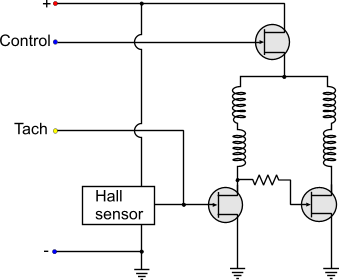 +
Control
Tach
Hall
sensor
-